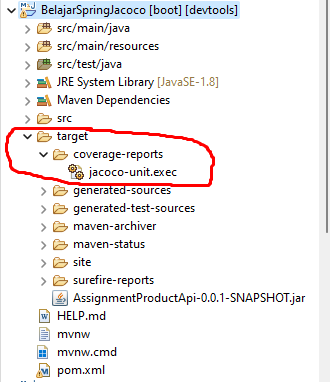 BelajarSpringJacoco [boot] [devtools]
src/main/java
src/main/resources
src/test/java
JRE System Library [JavaSE-1.8]
Maven Dependencies
src
target
coverage-reports
jacoco-unit.exec
generated-sources
generated-test-sources
maven-archiver
maven-status
site
surefire-reports
AssignmentProductApi-0.0.1-SNAPSHOT.jar
HELP.md
mvnw
mvnw.cmd
pom.xml